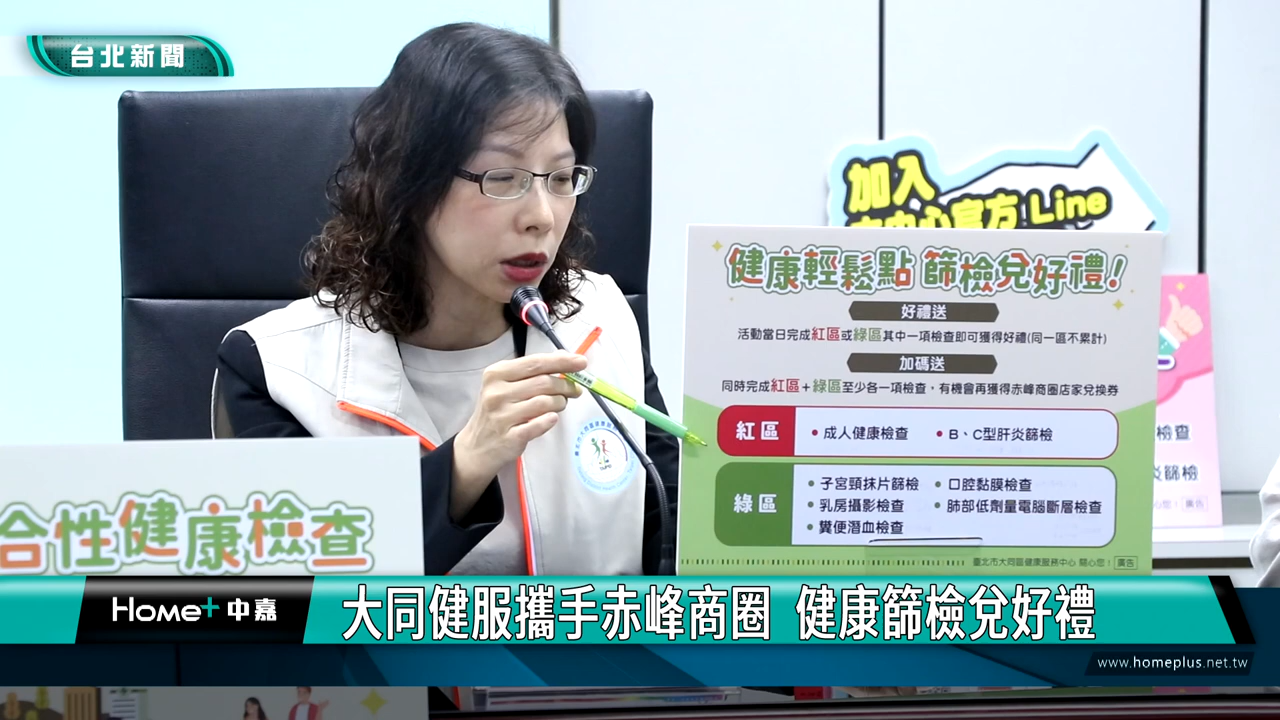 台北新聞
加入
中心官方 Line
健康輕鬆點 篩檢兌好禮!
好禮送
活動當日完成紅區或綠區其中一項檢查即可獲得好禮(同一區不累計)
加碼送
同時完成紅區+綠區至少各一項檢查,有機會再獲得赤峰商圈店家兌換券
紅區
• 成人健康檢查 • B、C型肝炎篩檢
綠區
• 子宮頸抹片篩檢 • 口腔黏膜檢查
• 乳房攝影檢查 • 肺部低劑量電腦斷層檢查
• 糞便潛血檢查
臺北市大同區健康服務中心 關心您! 廣告
檢查
炎篩檢
心您! 廣告
合性健康檢查
Home+中嘉
大同健服攜手赤峰商圈 健康篩檢兌好禮
www.homeplus.net.tw